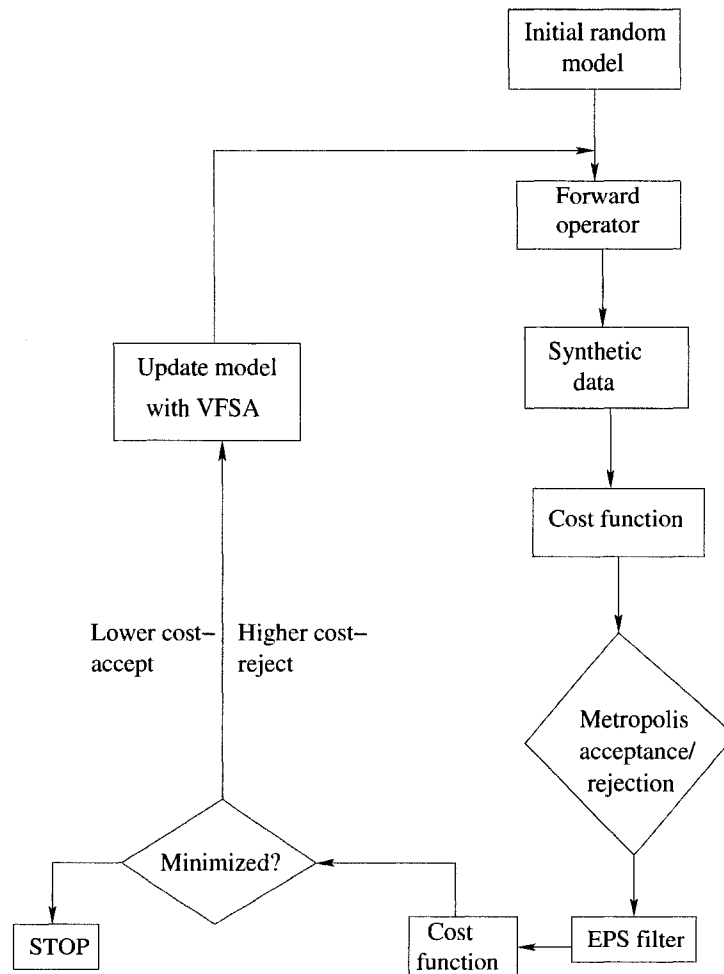 Initial random
model
Forward
operator
Synthetic
data
Update model
with VFSA
Cost function
Lower cost–
accept
Higher cost–
reject
Metropolis
acceptance/
rejection
Minimized?
STOP
Cost
function
EPS filter